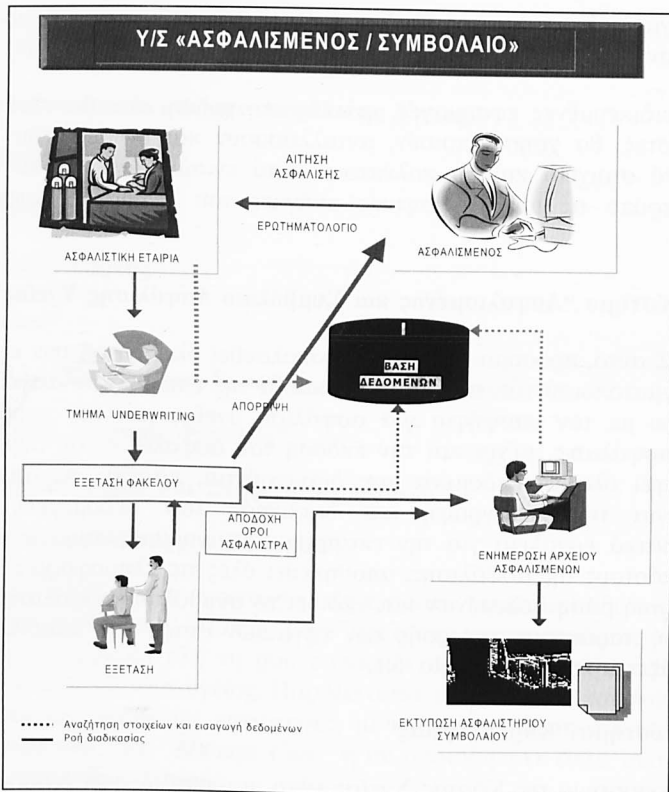 Υ/Σ «ΑΣΦΑΛΙΣΜΕΝΟΣ / ΣΥΜΒΟΛΑΙΟ»
ΑΙΤΗΣΗ
ΑΣΦΑΛΙΣΗΣ
ΕΡΩΤΗΜΑΤΟΛΟΓΙΟ
ΑΣΦΑΛΙΣΤΙΚΗ ΕΤΑΙΡΙΑ
ΑΣΦΑΛΙΣΜΕΝΟΣ
ΒΑΣΗ
ΔΕΔΟΜΕΝΩΝ
ΑΠΟΡΡΙΨΗ
ΤΜΗΜΑ UNDERWRITING
ΕΞΕΤΑΣΗ ΦΑΚΕΛΟΥ
ΑΠΟΔΟΧΗ
ΟΡΟΙ
ΑΣΦΑΛΙΣΤΡΑ
ΕΝΗΜΕΡΩΣΗ ΑΡΧΕΙΟΥ
ΑΣΦΑΛΙΣΜΕΝΩΝ
ΕΞΕΤΑΣΗ
Αναζήτηση στοιχείων και εισαγωγή δεδομένων
Ροή διαδικασίας
ΕΚΤΥΠΩΣΗ ΑΣΦΑΛΙΣΤΗΡΙΟΥ
ΣΥΜΒΟΛΑΙΟΥ